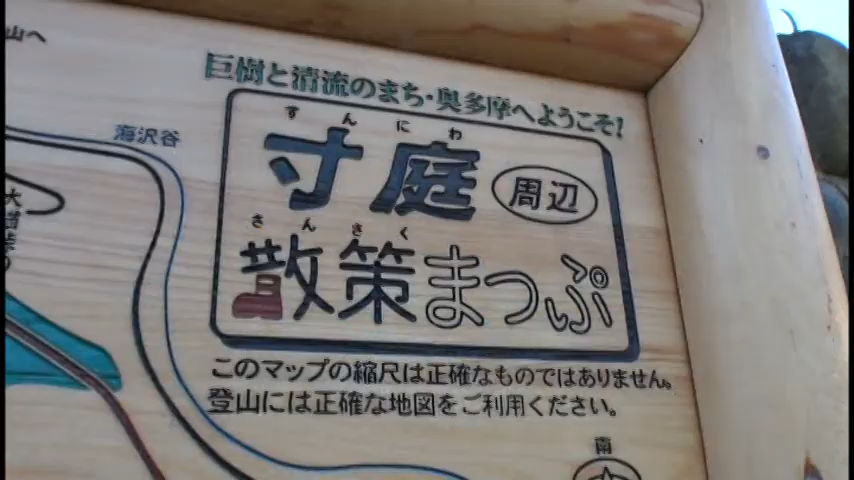 山へ
巨樹と清流のまち・奥多摩へようこそ!
海沢谷
すんにわ
寸庭 周辺
さんさく
散策まっぷ
このマップの縮尺は正確なものではありません。
登山には正確な地図をご利用ください。
南